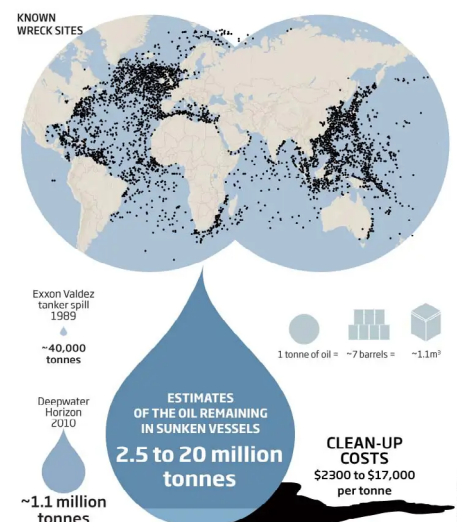 KNOWN
WRECK SITES
Exxon Valdez
tanker spill
1989
~40,000
tonnes
1 tonne of oil = ~7 barrels = ~1.1m³
Deepwater
Horizon
2010
~1.1 million
tonnes
ESTIMATES
OF THE OIL REMAINING
IN SUNKEN VESSELS
2.5 to 20 million
tonnes
CLEAN-UP
COSTS
$2300 to $17,000
per tonne